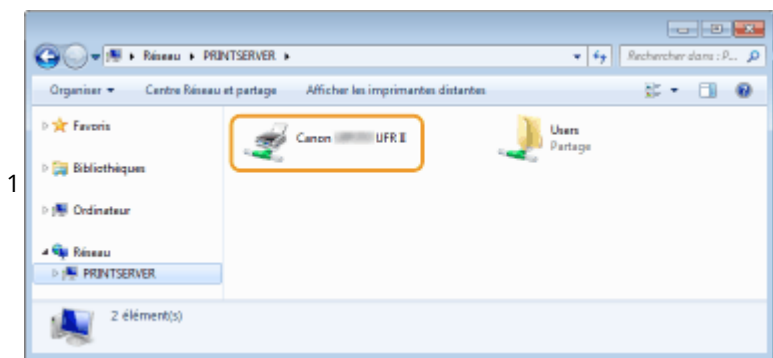 Réseau ▸ PRINTSERVER ▸
Rechercher dans : P...
Organiser Centre Réseau et partage Afficher les imprimantes distantes
Favoris
Bibliothèques
Ordinateur
Réseau
PRINTSERVER
Canon UFR II
Users
Partage
2 élément(s)
1